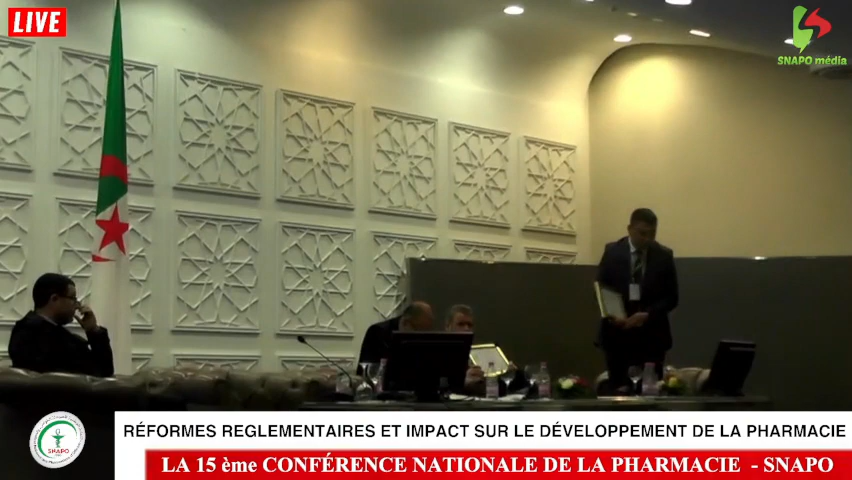 LIVE
SNAPO média
SNAPO
RÉFORMES REGLEMENTAIRES ET IMPACT SUR LE DÉVELOPPEMENT DE LA PHARMACIE
LA 15 ème CONFÉRENCE NATIONALE DE LA PHARMACIE - SNAPO